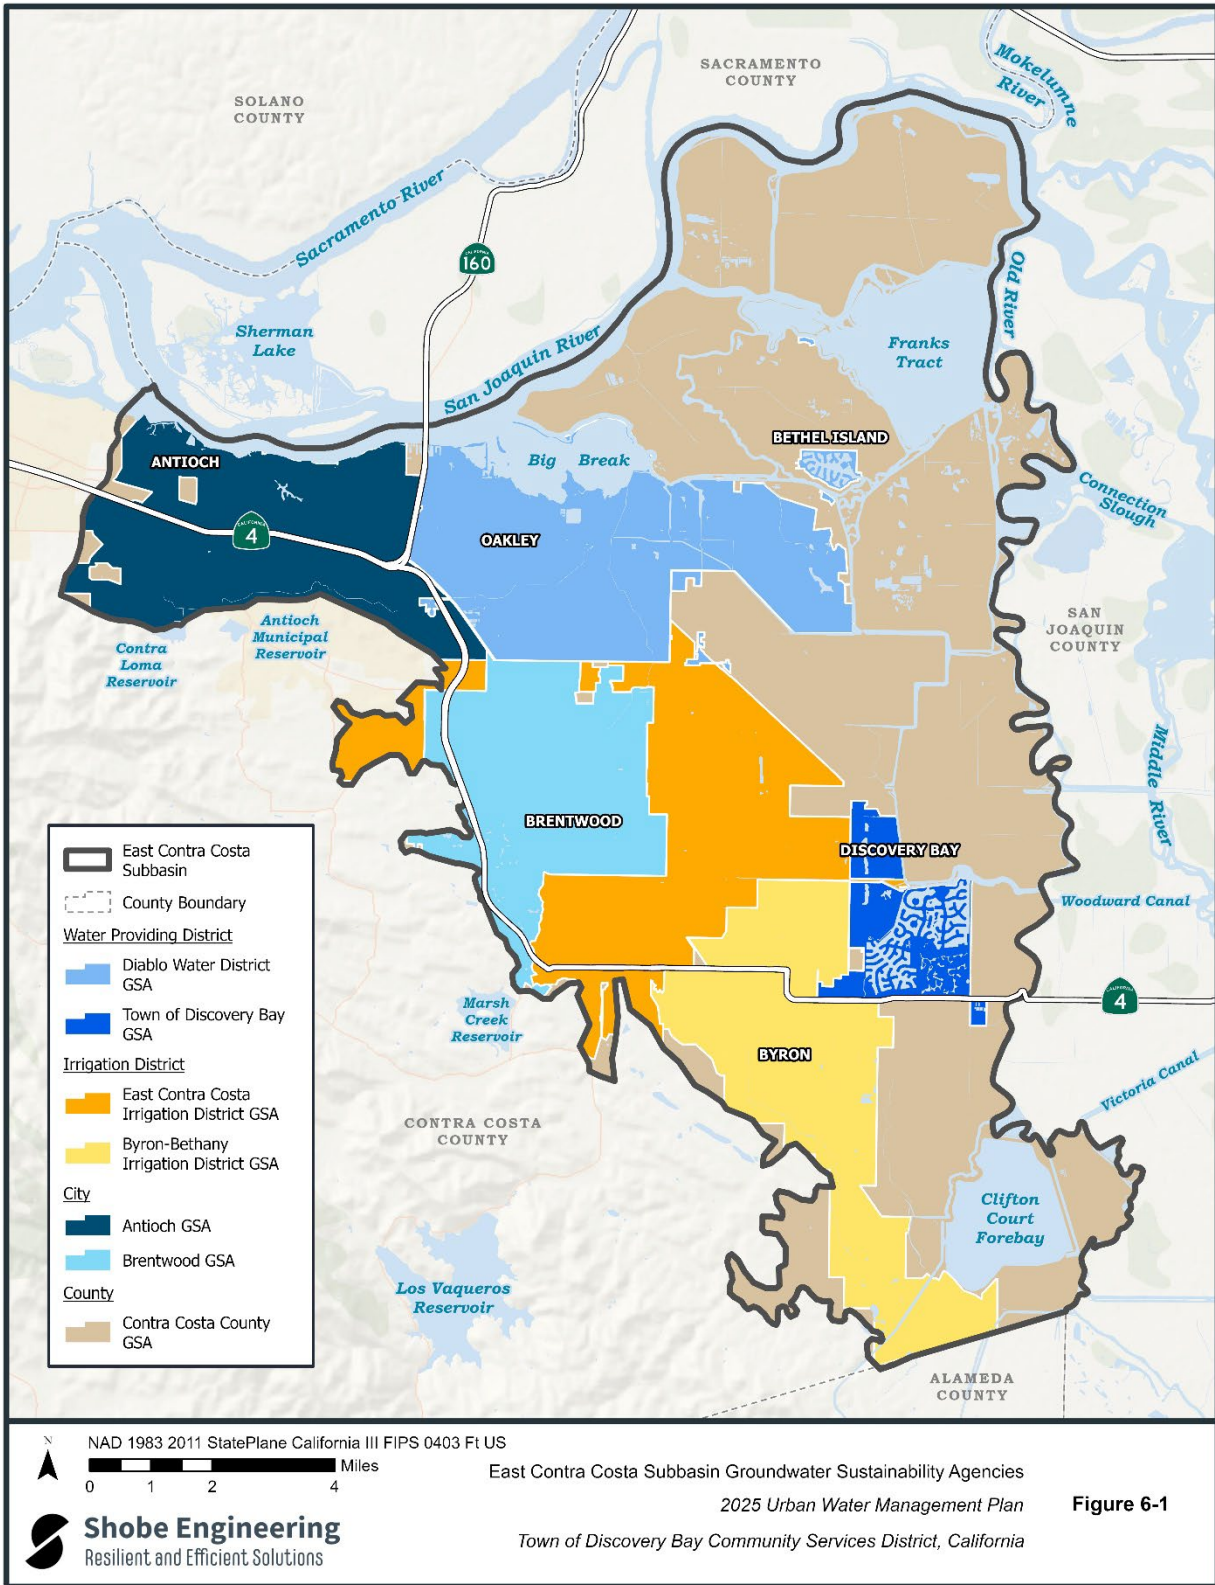 SOLANO
COUNTY
SACRAMENTO
COUNTY
Mokelumne
River
Sacramento River
CALIFORNIA
160
Sherman
Lake
San Joaquin River
Old River
Franks
Tract
BETHEL ISLAND
ANTIOCH
Big Break
Connection
Slough
CALIFORNIA
4
OAKLEY
Antioch
Municipal
Reservoir
Contra
Loma
Reservoir
SAN
JOAQUIN
COUNTY
Middle River
BRENTWOOD
DISCOVERY BAY
Woodward Canal
Marsh
Creek
Reservoir
CALIFORNIA
4
BYRON
Victoria Canal
CONTRA COSTA
COUNTY
Clifton
Court
Forebay
Los Vaqueros
Reservoir
ALAMEDA
COUNTY
East Contra Costa
Subbasin
County Boundary
Water Providing District
Diablo Water District
GSA
Town of Discovery Bay
GSA
Irrigation District
East Contra Costa
Irrigation District GSA
Byron-Bethany
Irrigation District GSA
City
Antioch GSA
Brentwood GSA
County
Contra Costa County
GSA
N
NAD 1983 2011 StatePlane California III FIPS 0403 Ft US
Miles
0 1 2 4
Shobe Engineering
Resilient and Efficient Solutions
East Contra Costa Subbasin Groundwater Sustainability Agencies
2025 Urban Water Management Plan
Town of Discovery Bay Community Services District, California
Figure 6-1